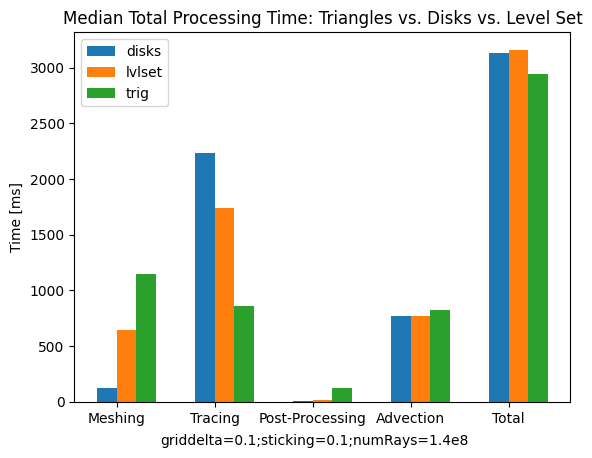 Median Total Processing Time: Triangles vs. Disks vs. Level Set
disks
lvlset
trig
Time [ms]
3000
2500
2000
1500
1000
500
0
Meshing Tracing Post-Processing Advection Total
griddelta=0.1;sticking=0.1;numRays=1.4e8